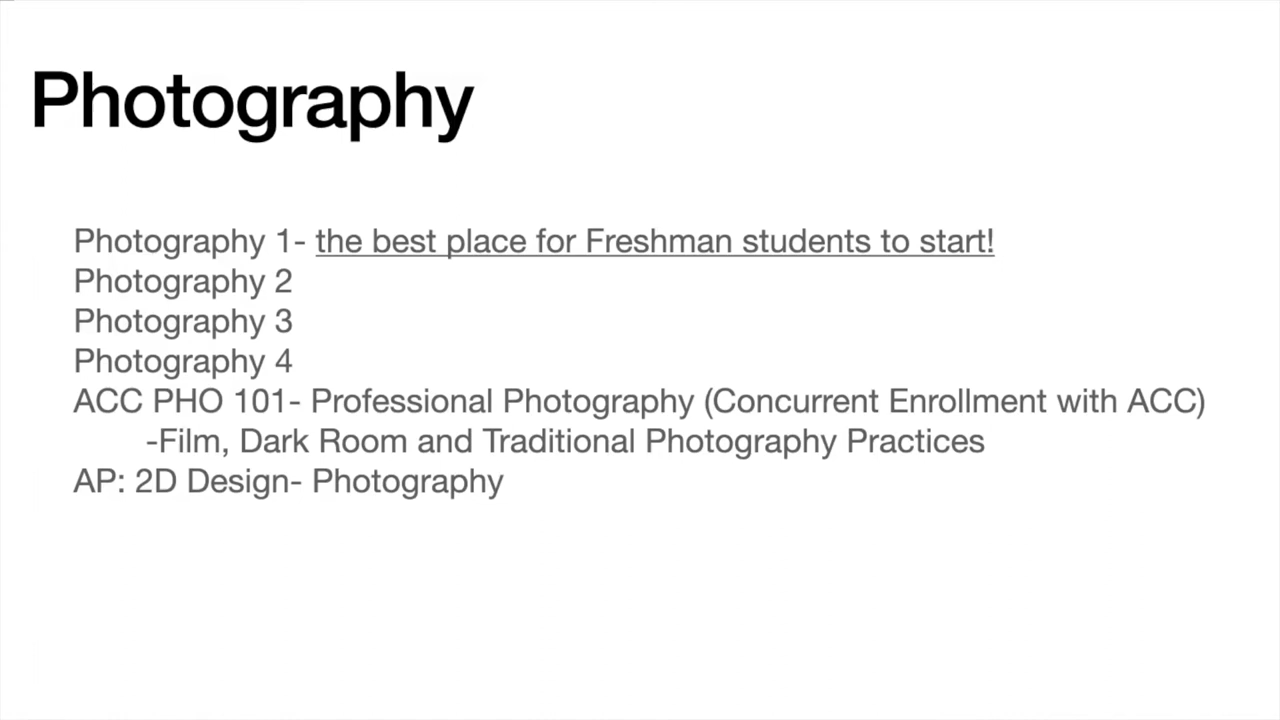 Photography
Photography 1- the best place for Freshman students to start!
Photography 2
Photography 3
Photography 4
ACC PHO 101- Professional Photography (Concurrent Enrollment with ACC)
-Film, Dark Room and Traditional Photography Practices
AP: 2D Design- Photography